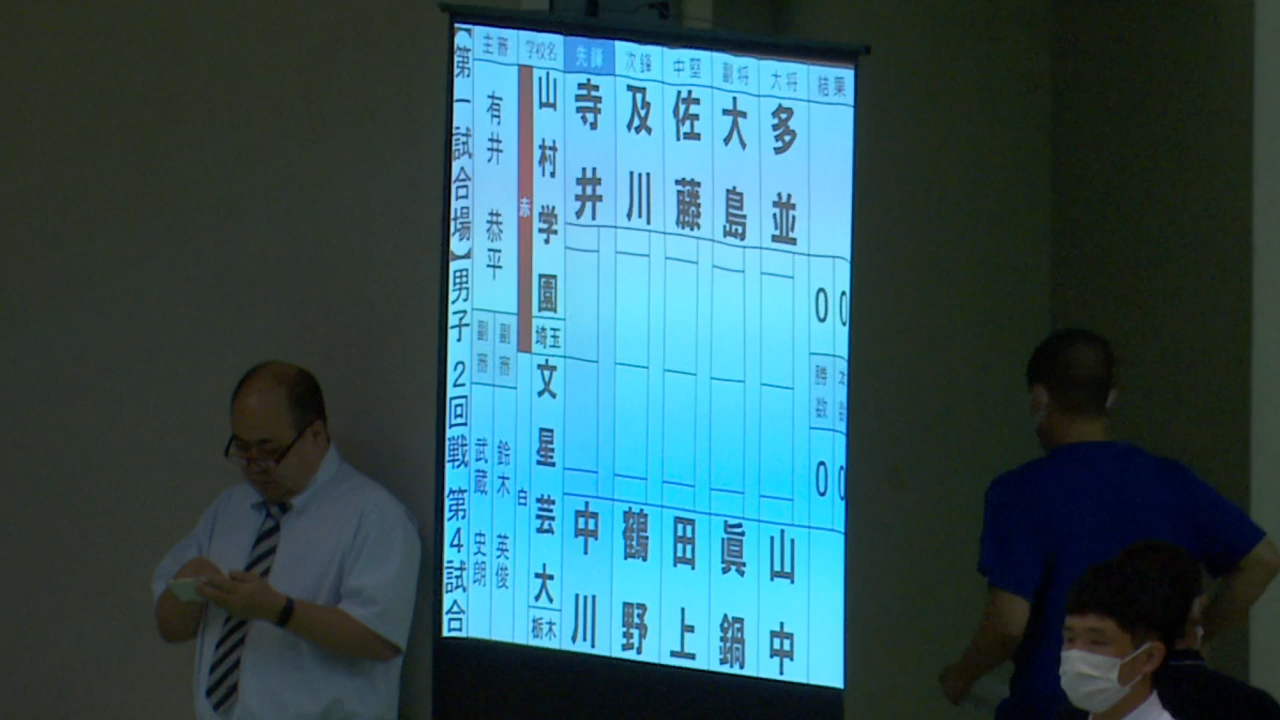 【第一試合場】男子 2回戦 第4試合
主審 有井 恭平
副審 武蔵 史朗
副審 鈴木 英俊
学校名 赤 山村学園 埼玉
白 文星芸大 栃木
先鋒 寺井 中川
次鋒 及川 鶴野
中堅 佐藤 田上
副将 大島 眞鍋
大将 多並 山中
結果
0 0
勝数
0 0